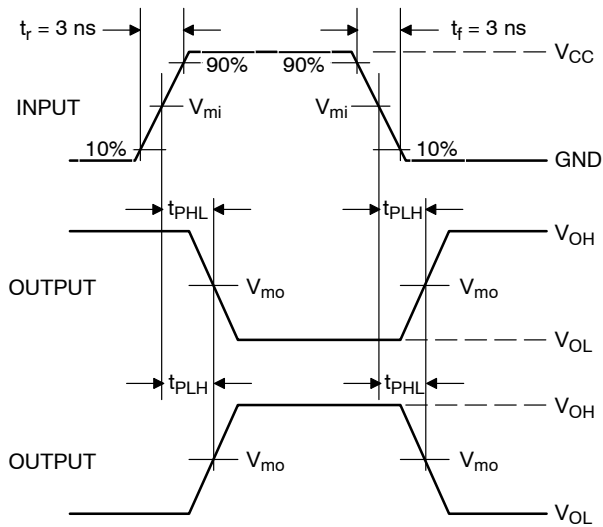 t_r = 3 ns t_f = 3 ns
V_CC
90% 90%
INPUT V_mi V_mi
10% 10%
GND
t_PHL t_PLH
V_OH
OUTPUT V_mo V_mo
V_OL
t_PLH t_PHL
V_OH
OUTPUT V_mo V_mo
V_OL